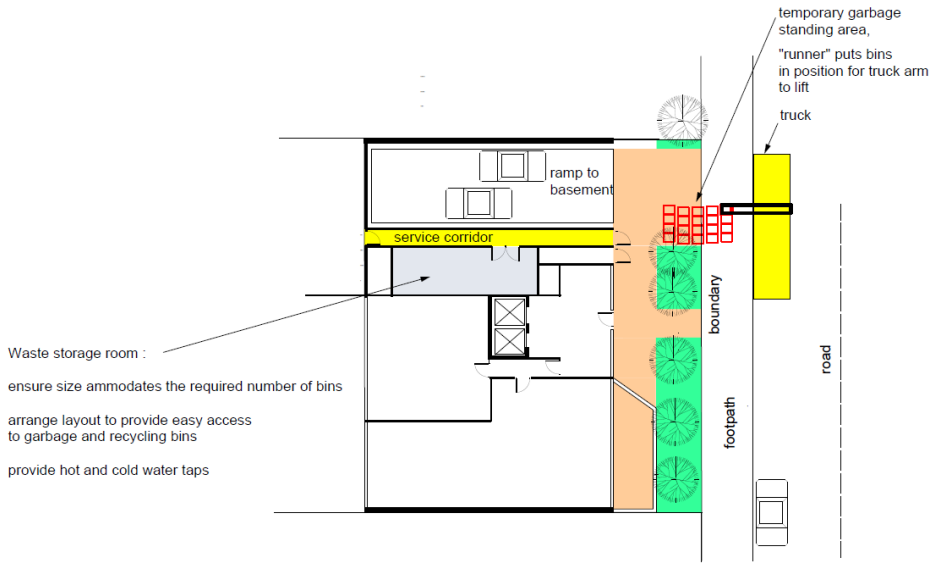 temporary garbage
standing area,
"runner" puts bins
in position for truck arm
to lift
truck
ramp to
basement
service corridor
boundary
road
footpath
Waste storage room :
ensure size ammodates the required number of bins
arrange layout to provide easy access
to garbage and recycling bins
provide hot and cold water taps